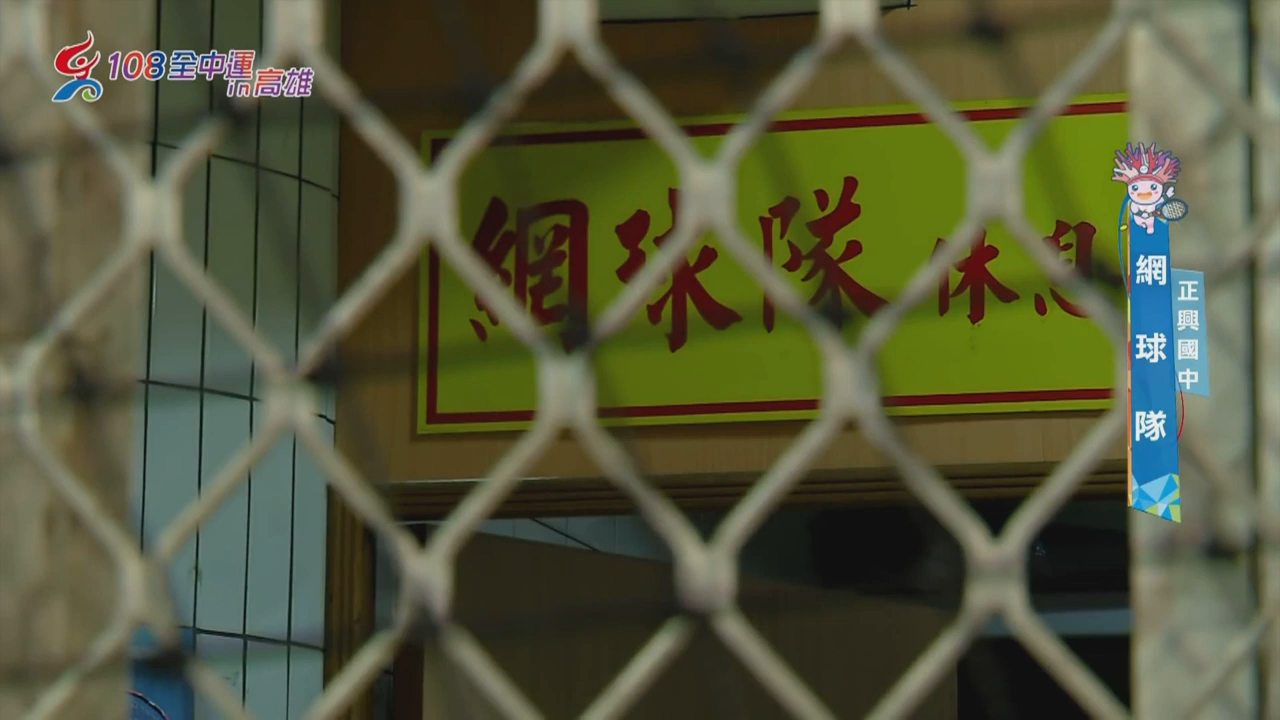 108全中運
in高雄
網球隊 休息
正興國中
網球隊